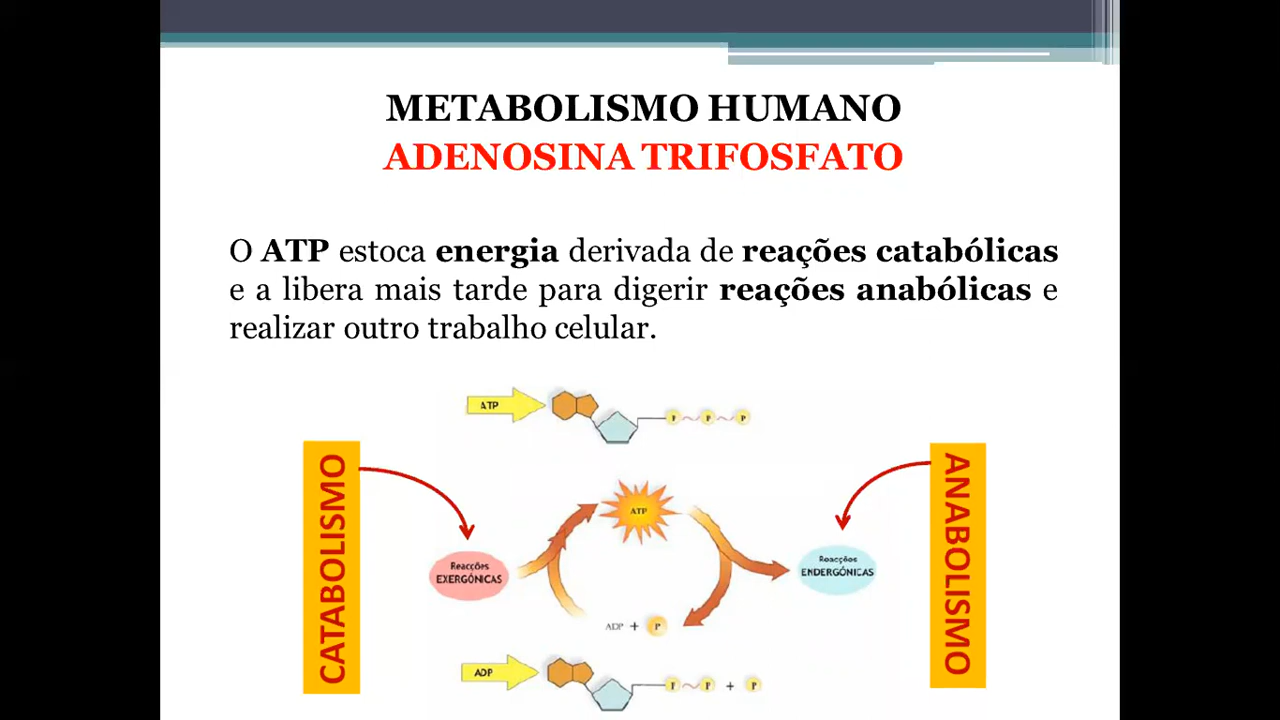 METABOLISMO HUMANO
ADENOSINA TRIFOSFATO
O ATP estoca energia derivada de reações catabólicas
e a libera mais tarde para digerir reações anabólicas e
realizar outro trabalho celular.
ATP
P P P
CATABOLISMO
ANABOLISMO
ATP
Reacções
EXERGÓNICAS
Reacções
ENDERGÓNICAS
ADP + P
ADP
P P + P